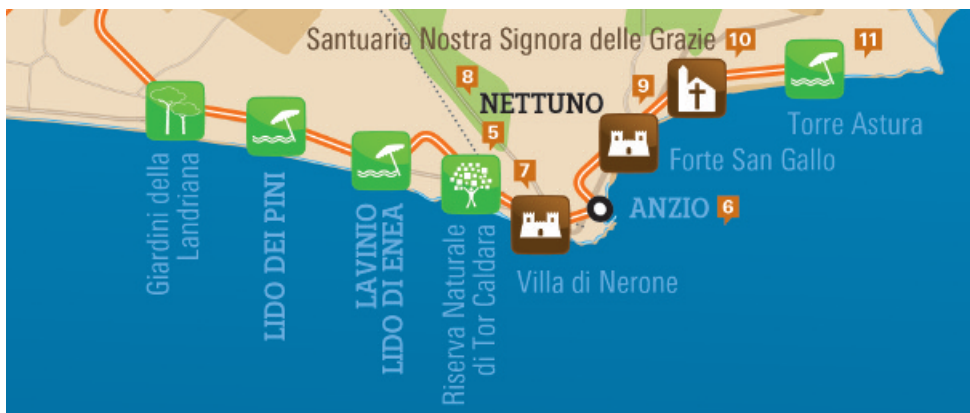 Santuario Nostra Signora delle Grazie 10
11
8
NETTUNO
9
5
7
Torre Astura
Forte San Gallo
ANZIO 6
Villa di Nerone
Giardini della
Landriana
LIDO DEI PINI
LAVINIO
LIDO DI ENEA
Riserva Naturale
di Tor Caldara